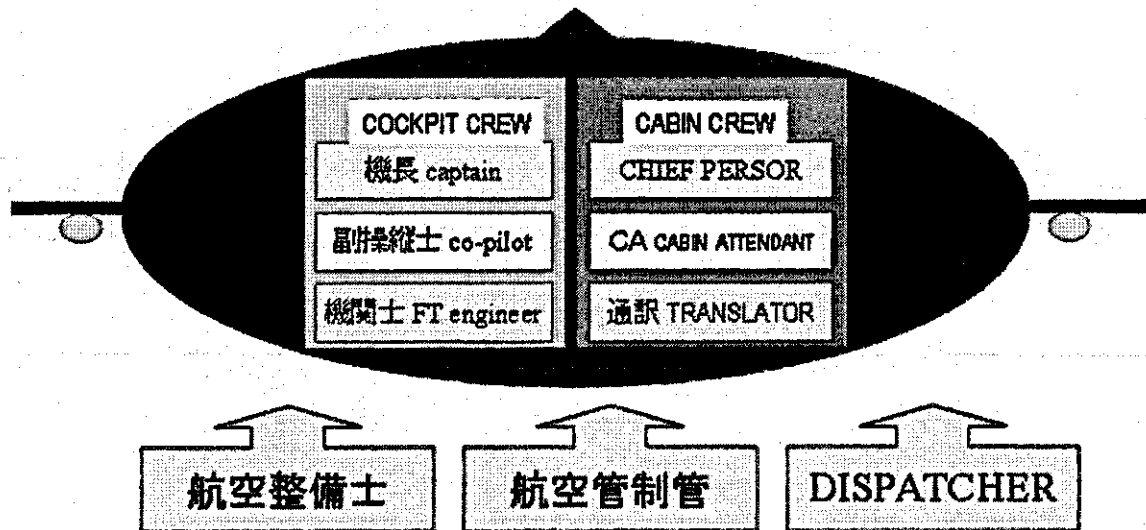 COCKPIT CREW
機長 captain
副操縦士 co-pilot
機関士 FT engineer
CABIN CREW
CHIEF PERSOR
CA CABIN ATTENDANT
通訳 TRANSLATOR
航空整備士
航空管制管
DISPATCHER